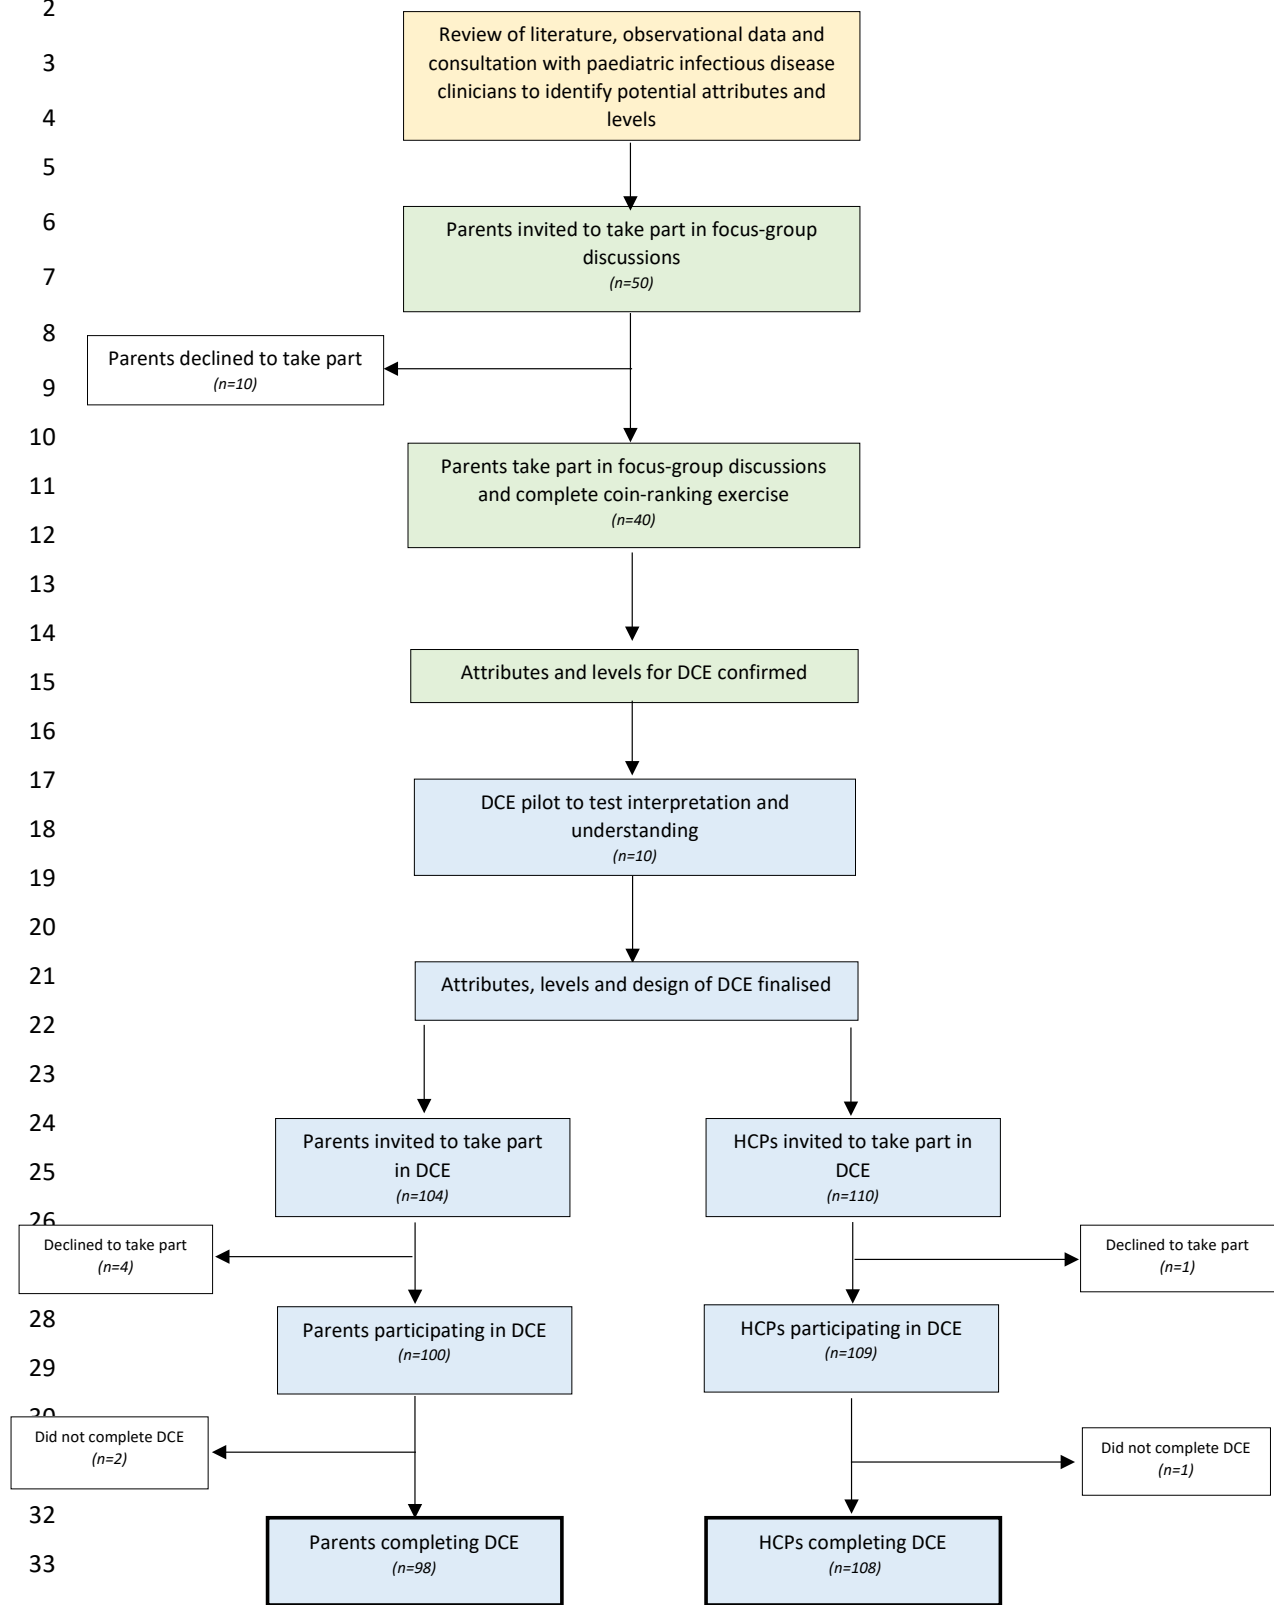 2
Review of literature, observational data and
3
consultation with paediatric infectious disease
clinicians to identify potential attributes and
4
levels
5
6
Parents invited to take part in focus-group
discussions
7
(n=50)
8
Parents declined to take part
(n=10)
9
10
Parents take part in focus-group discussions
11
and complete coin-ranking exercise
(n=40)
12
13
14
Attributes and levels for DCE confirmed
15
16
17
DCE pilot to test interpretation and
18
understanding
(n=10)
19
20
21
Attributes, levels and design of DCE finalised
22
23
24
Parents invited to take part
in DCE
(n=104)
HCPs invited to take part in
DCE
(n=110)
25
26
Declined to take part
(n=4)
Declined to take part
(n=1)
28
Parents participating in DCE
(n=100)
HCPs participating in DCE
(n=109)
29
30
Did not complete DCE
(n=2)
Did not complete DCE
(n=1)
32
Parents completing DCE
(n=98)
HCPs completing DCE
(n=108)
33